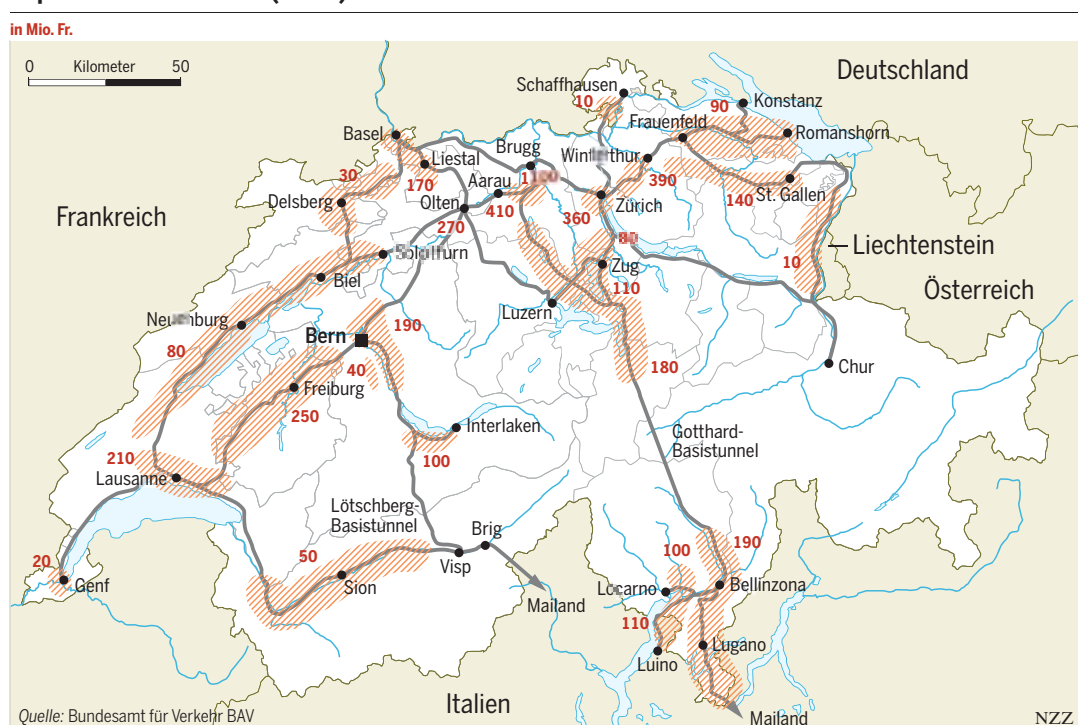 in Mio. Fr.
0 Kilometer 50
Deutschland
Schaffhausen
10
90
Konstanz
Frauenfeld
Romanshorn
Basel
Brugg
Liestal
Aarau
30
170
390
Delsberg
Olten
410
360
Zürich
140
St. Gallen
Frankreich
270
Liechtenstein
Zug
10
Biel
110
Österreich
Luzern
190
Bern
80
40
180
Chur
Freiburg
250
Interlaken
Gotthard-
Basistunnel
100
210
Lausanne
Lötschberg-
Basistunnel
Brig
190
50
100
20
Visp
Bellinzona
Genf
Sion
Locarno
Mailand
110
Lugano
Luino
Italien
Quelle: Bundesamt für Verkehr BAV
Mailand
NZZ